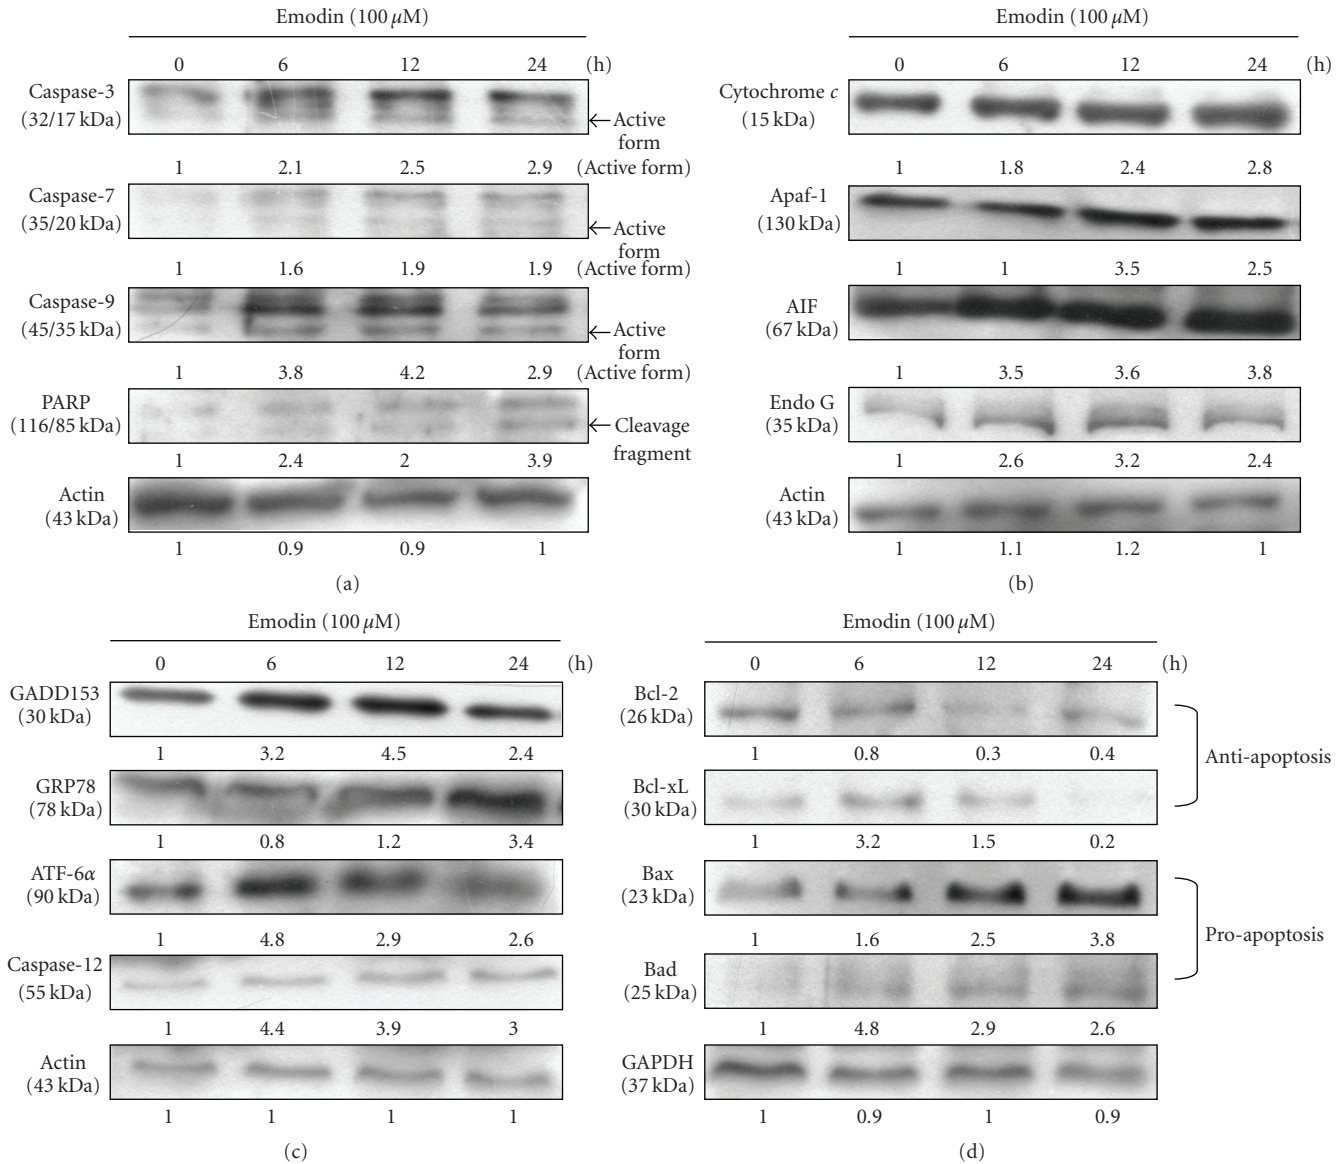 Emodin (100 μM)
0 6 12 24 (h)
Caspase-3
(32/17 kDa)
Active
form
1 2.1 2.5 2.9 (Active form)
Caspase-7
(35/20 kDa)
Active
form
1 1.6 1.9 1.9 (Active form)
Caspase-9
(45/35 kDa)
Active
form
1 3.8 4.2 2.9 (Active form)
PARP
(116/85 kDa)
Cleavage
fragment
1 2.4 2 3.9
Actin
(43 kDa)
1 0.9 0.9 1
(a)
Emodin (100 μM)
0 6 12 24 (h)
Cytochrome c
(15 kDa)
1 1.8 2.4 2.8
Apaf-1
(130 kDa)
1 1 3.5 2.5
AIF
(67 kDa)
1 3.5 3.6 3.8
Endo G
(35 kDa)
1 2.6 3.2 2.4
Actin
(43 kDa)
1 1.1 1.2 1
(b)
Emodin (100 μM)
0 6 12 24 (h)
GADD153
(30 kDa)
1 3.2 4.5 2.4
GRP78
(78 kDa)
1 0.8 1.2 3.4
ATF-6α
(90 kDa)
1 4.8 2.9 2.6
Caspase-12
(55 kDa)
1 4.4 3.9 3
Actin
(43 kDa)
1 1 1 1
(c)
Emodin (100 μM)
0 6 12 24 (h)
Bcl-2
(26 kDa)
1 0.8 0.3 0.4
Anti-apoptosis
Bcl-xL
(30 kDa)
1 3.2 1.5 0.2
Bax
(23 kDa)
1 1.6 2.5 3.8
Pro-apoptosis
Bad
(25 kDa)
1 4.8 2.9 2.6
GAPDH
(37 kDa)
1 0.9 1 0.9
(d)